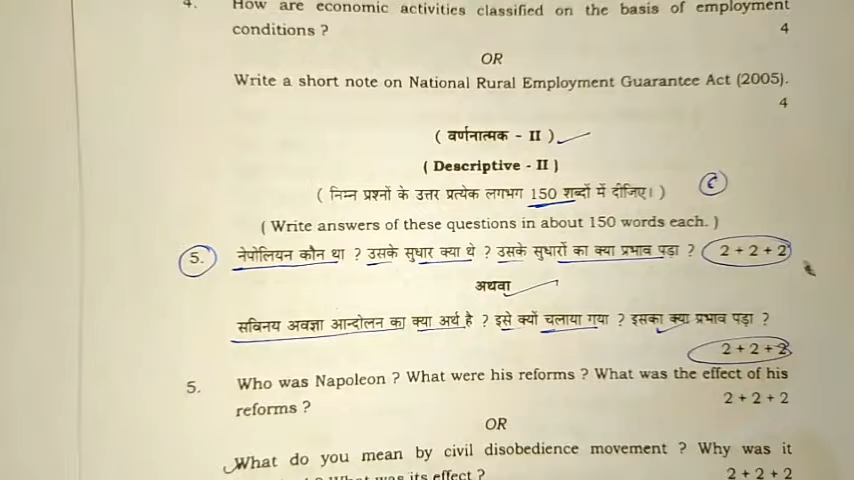 4. How are economic activities classified on the basis of employment
conditions ?
4
OR
Write a short note on National Rural Employment Guarantee Act (2005).
4
( वर्णनात्मक - II )
( Descriptive - II )
( निम्न प्रश्नों के उत्तर प्रत्येक लगभग 150 शब्दों में दीजिए। )
( Write answers of these questions in about 150 words each. )
5. नेपोलियन कौन था ? उसके सुधार क्या थे ? उसके सुधारों का क्या प्रभाव पड़ा ? 2 + 2 + 2
अथवा
सविनय अवज्ञा आन्दोलन का क्या अर्थ है ? इसे क्यों चलाया गया ? इसका क्या प्रभाव पड़ा ?
2 + 2 + 2
5. Who was Napoleon ? What were his reforms ? What was the effect of his
reforms ? 2 + 2 + 2
OR
What do you mean by civil disobedience movement ? Why was it
? What was its effect ? 2 + 2 + 2